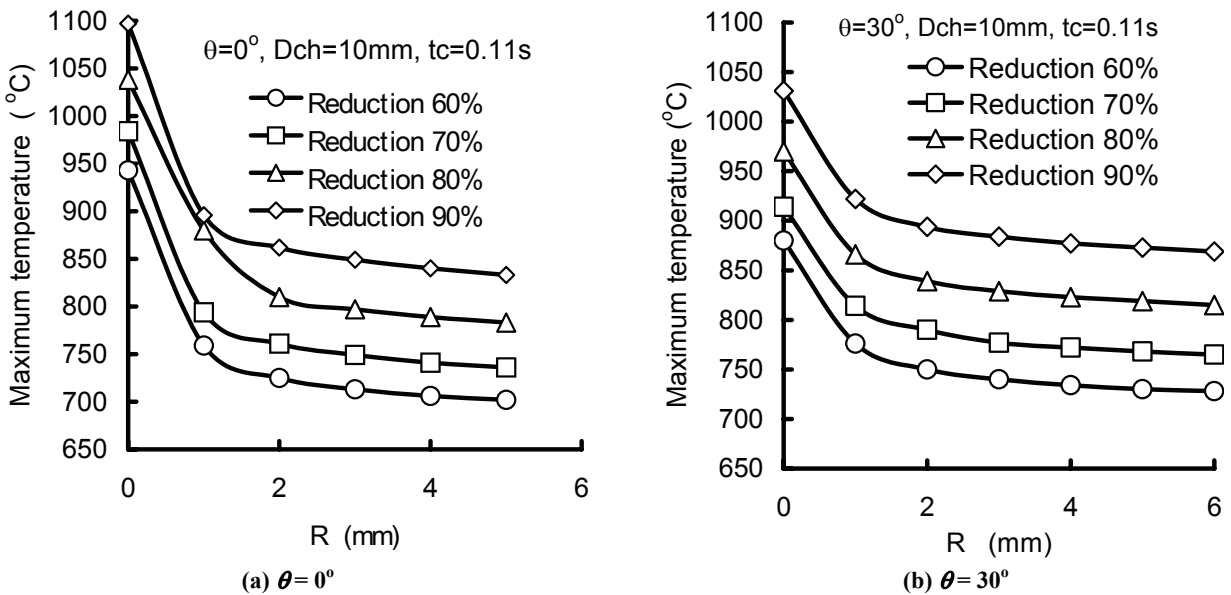 θ=0°, Dch=10mm, tc=0.11s
Reduction 60%
Reduction 70%
Reduction 80%
Reduction 90%
Maximum temperature ( °C)
1100
1050
1000
950
900
850
800
750
700
650
0
2
4
6
R (mm)
(a) θ = 0°
θ=30°, Dch=10mm, tc=0.11s
Reduction 60%
Reduction 70%
Reduction 80%
Reduction 90%
Maximum temperature (°C)
1100
1050
1000
950
900
850
800
750
700
650
0
2
4
6
R (mm)
(b) θ = 30°